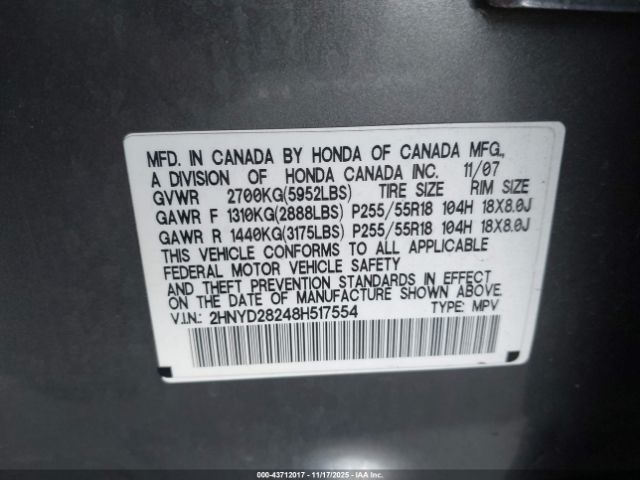 MFD. IN CANADA BY HONDA OF CANADA MFG.,
A DIVISION OF HONDA CANADA INC. 11/07
GVWR 2700KG(5952LBS) TIRE SIZE RIM SIZE
GAWR F 1310KG(2888LBS) P255/55R18 104H 18X8.0J
GAWR R 1440KG(3175LBS) P255/55R18 104H 18X8.0J
THIS VEHICLE CONFORMS TO ALL APPLICABLE
FEDERAL MOTOR VEHICLE SAFETY
AND THEFT PREVENTION STANDARDS IN EFFECT
ON THE DATE OF MANUFACTURE SHOWN ABOVE.
V.I.N.: 2HNYD28248H517554 TYPE: MPV
000-43712017 - 11/17/2025 - IAAI.COM